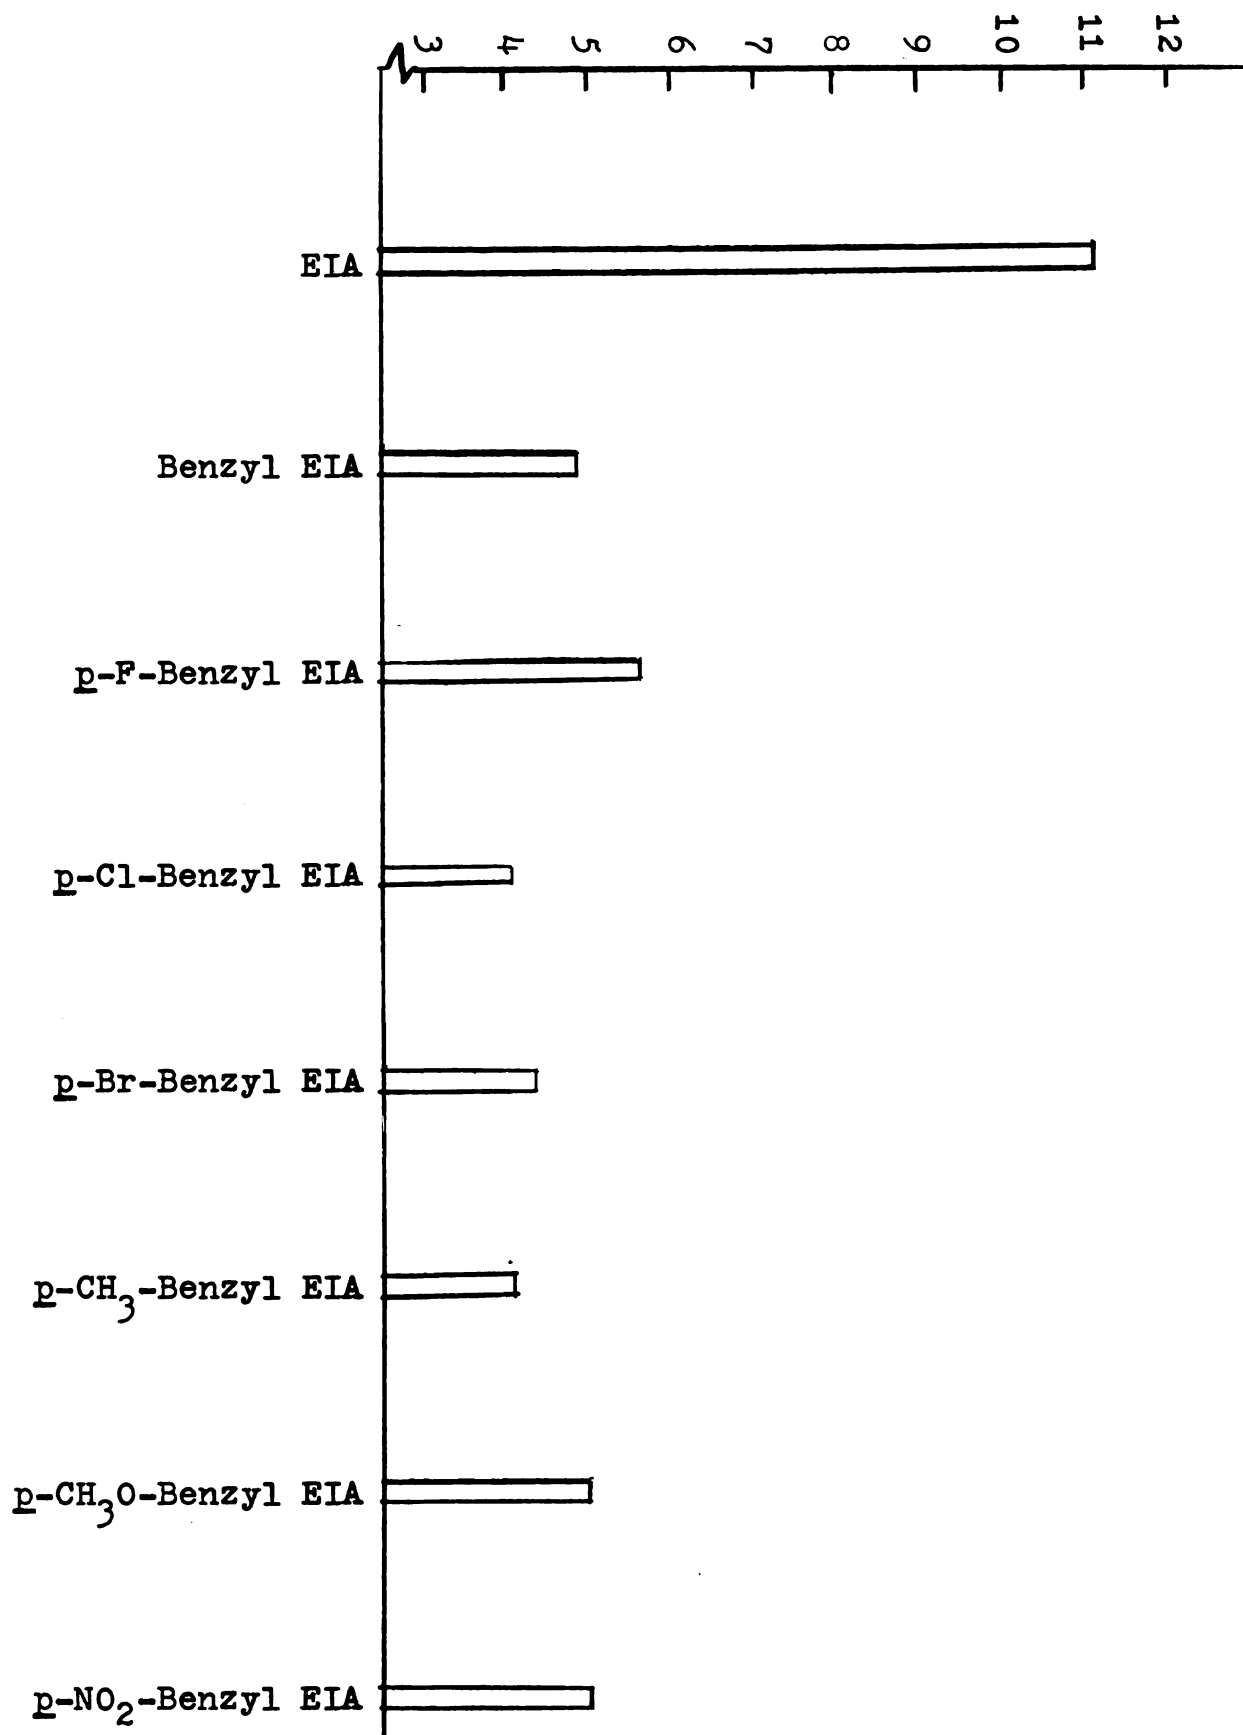 3 4 5 6 7 8 9 10 11 12
EIA
Benzyl EIA
p-F-Benzyl EIA
p-Cl-Benzyl EIA
p-Br-Benzyl EIA
p-CH₃-Benzyl EIA
p-CH₃O-Benzyl EIA
p-NO₂-Benzyl EIA